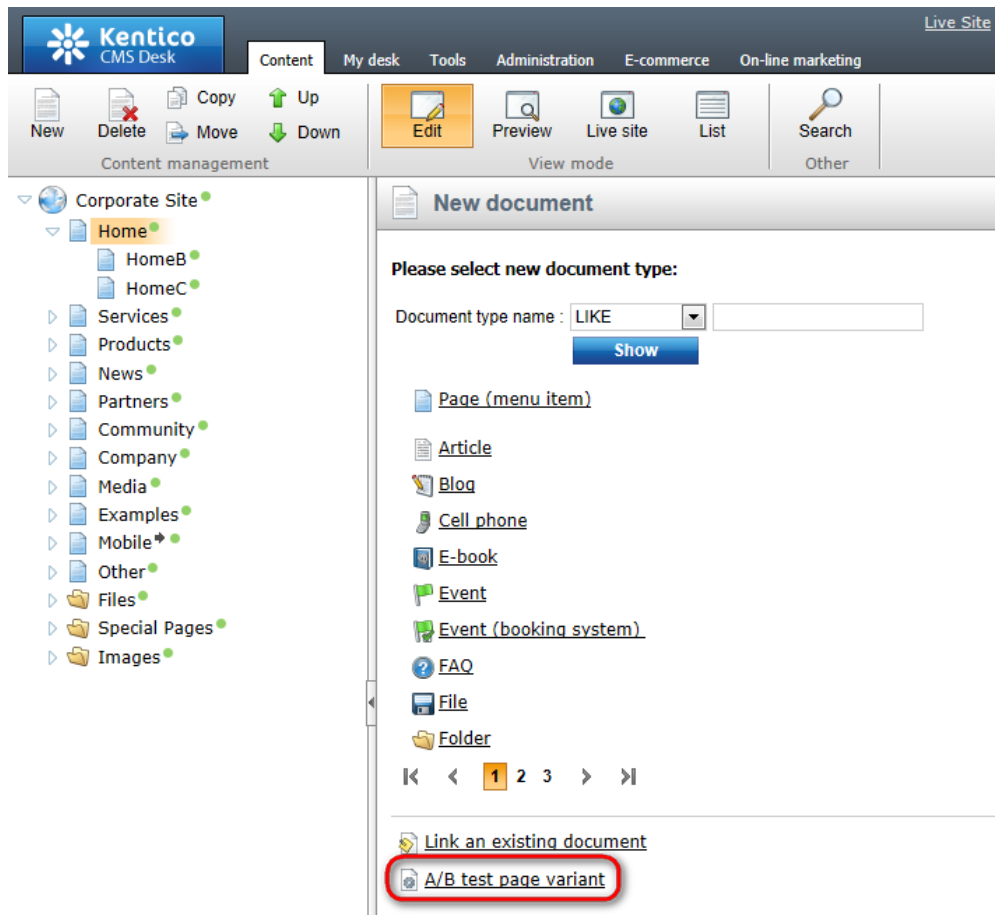 Live Site
Kentico
CMS Desk
Content My desk Tools Administration E-commerce On-line marketing
New Delete Copy Move Up Down
Content management
Edit Preview Live site List
View mode
Search
Other
Corporate Site
Home
HomeB
HomeC
Services
Products
News
Partners
Community
Company
Media
Examples
Mobile
Other
Files
Special Pages
Images
New document
Please select new document type:
Document type name : LIKE
Show
Page (menu item)
Article
Blog
Cell phone
E-book
Event
Event (booking system)
FAQ
File
Folder
1 2 3
Link an existing document
A/B test page variant